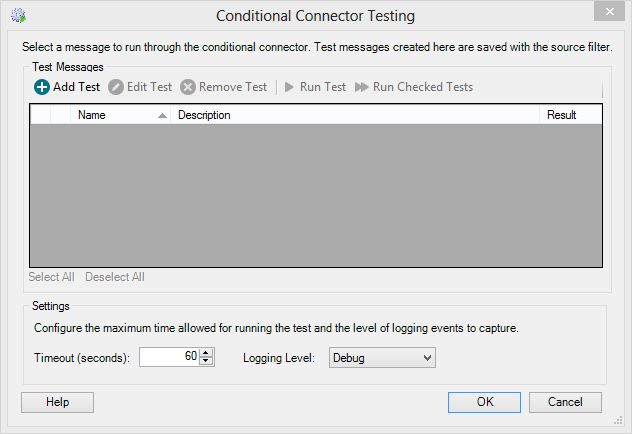 Conditional Connector Testing
Select a message to run through the conditional connector. Test messages created here are saved with the source filter.
Test Messages
Add Test Edit Test Remove Test Run Test Run Checked Tests
Name Description Result
Select All Deselect All
Settings
Configure the maximum time allowed for running the test and the level of logging events to capture.
Timeout (seconds): 60 Logging Level: Debug
Help OK Cancel